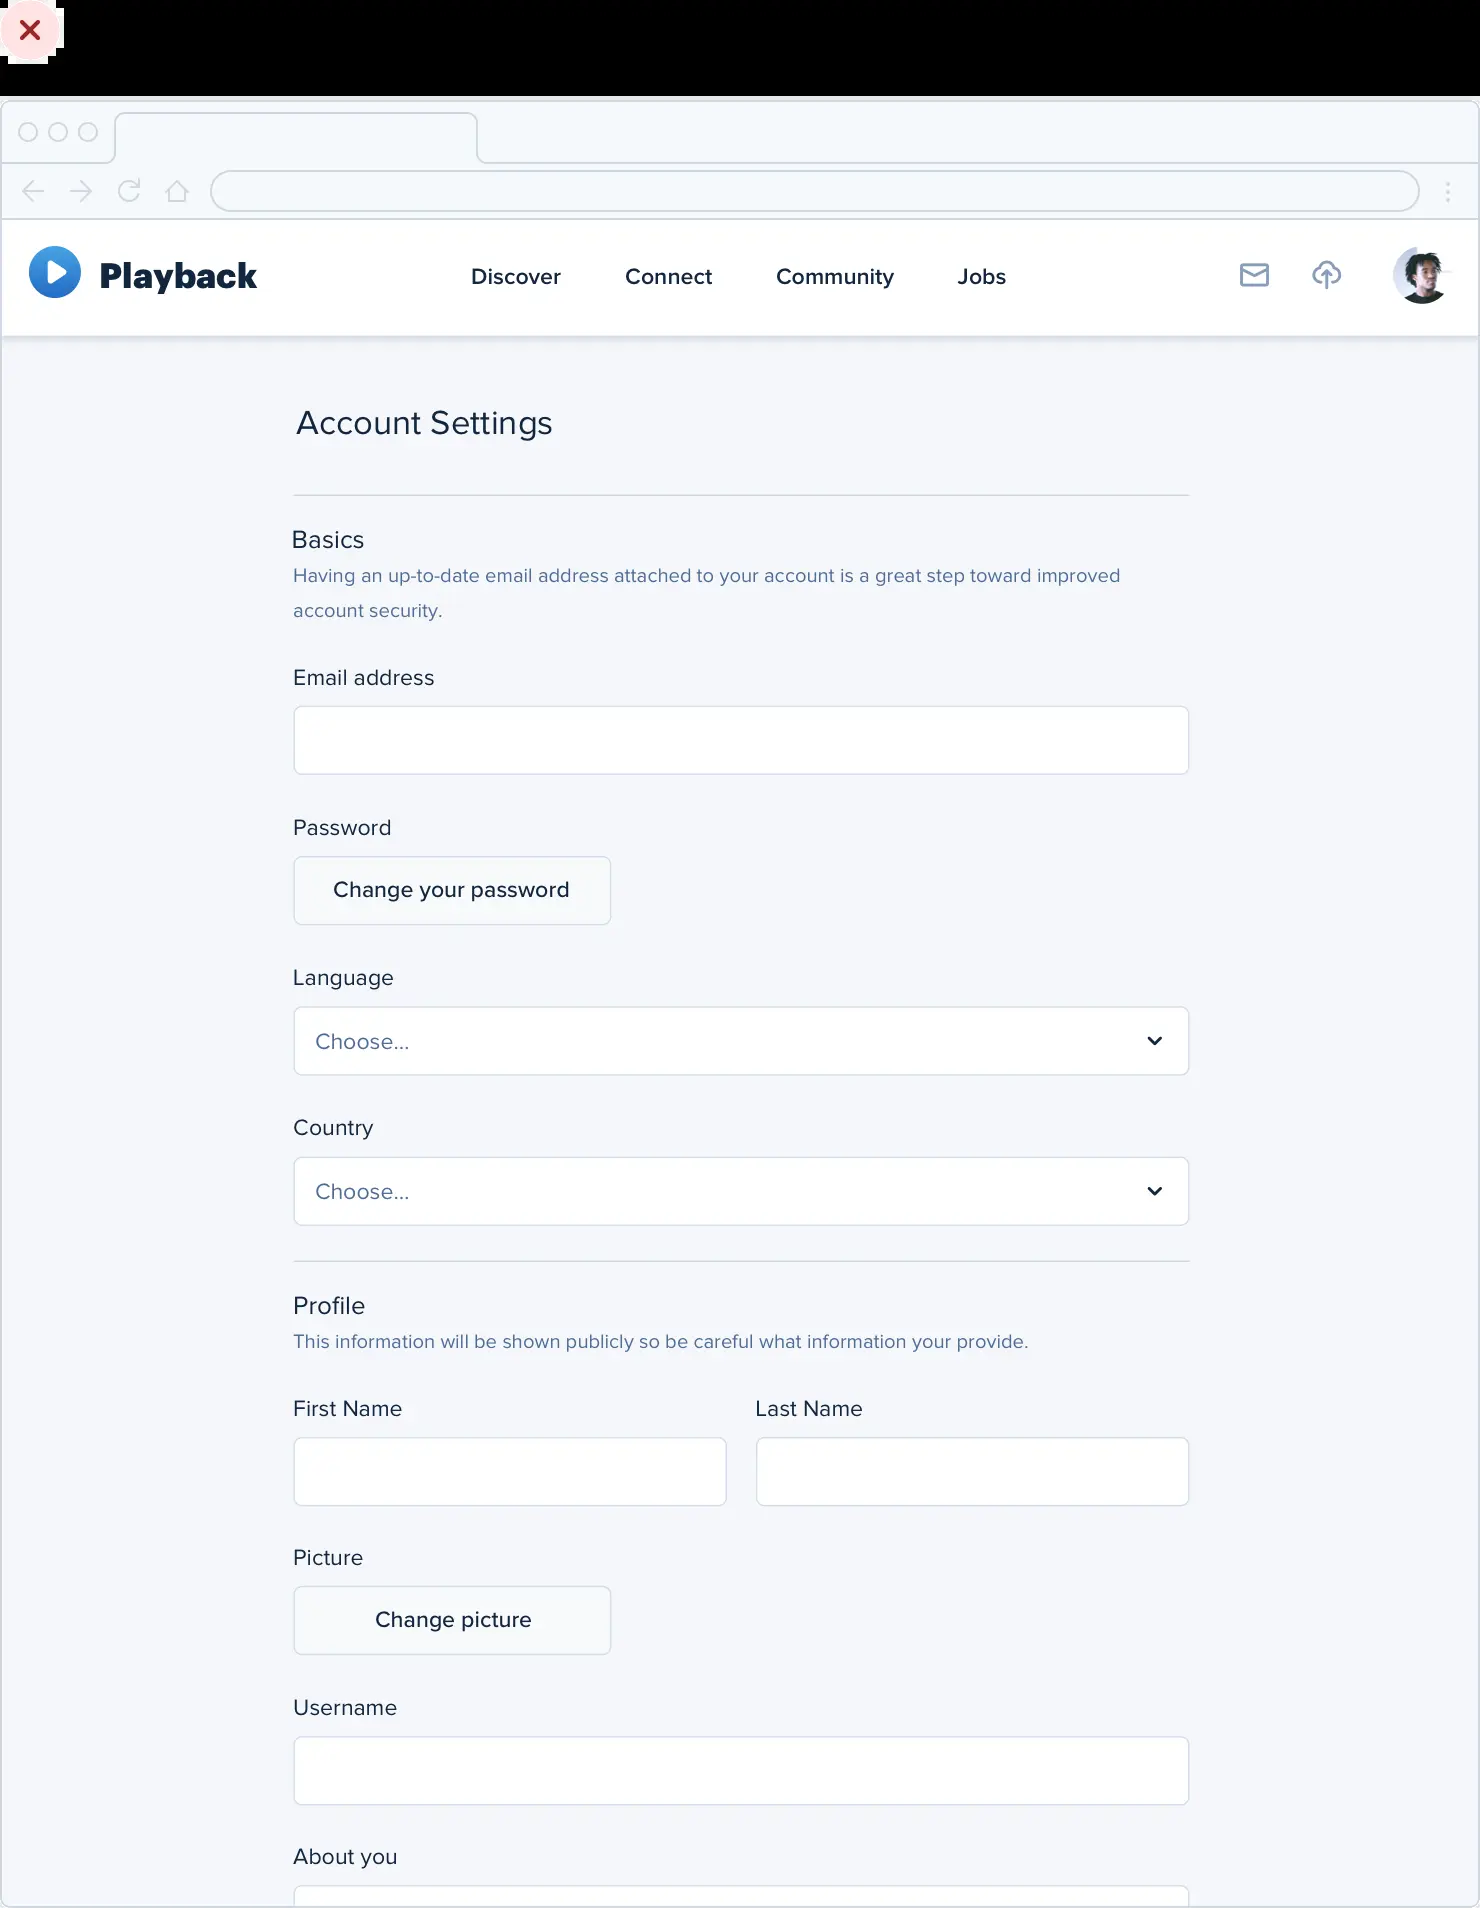 Playback
Discover
Connect
Community
Jobs
Account Settings
Basics
Having an up-to-date email address attached to your account is a great step toward improved
account security.
Email address
Password
Change your password
Language
Choose...
Country
Choose...
Profile
This information will be shown publicly so be careful what information your provide.
First Name
Last Name
Picture
Change picture
Username
About you